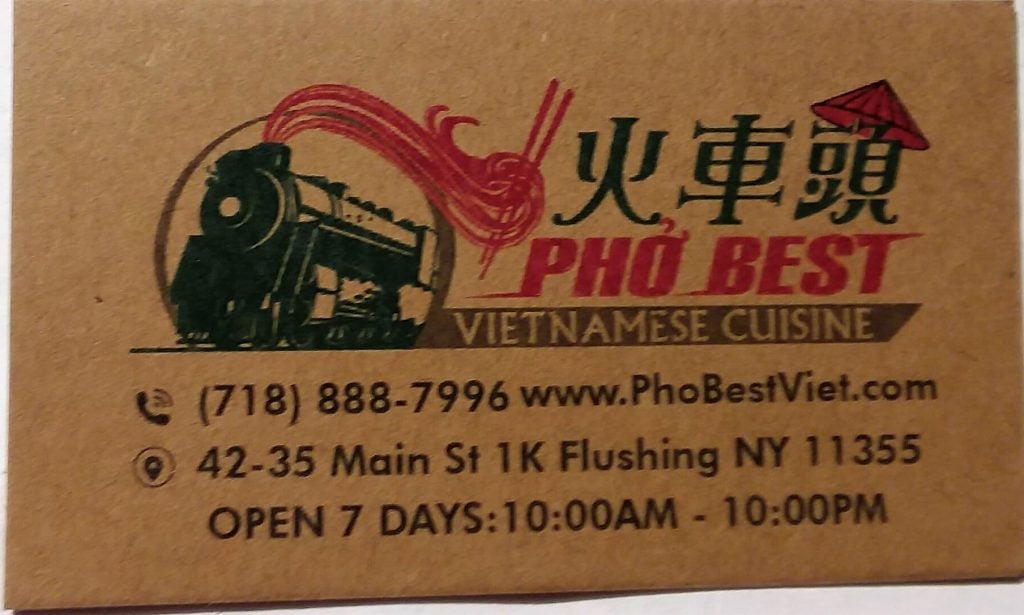 火車頭
PHỞ BEST
VIETNAMESE CUISINE
(718) 888-7996 www.PhoBestViet.com
42-35 Main St 1K Flushing NY 11355
OPEN 7 DAYS:10:00AM - 10:00PM